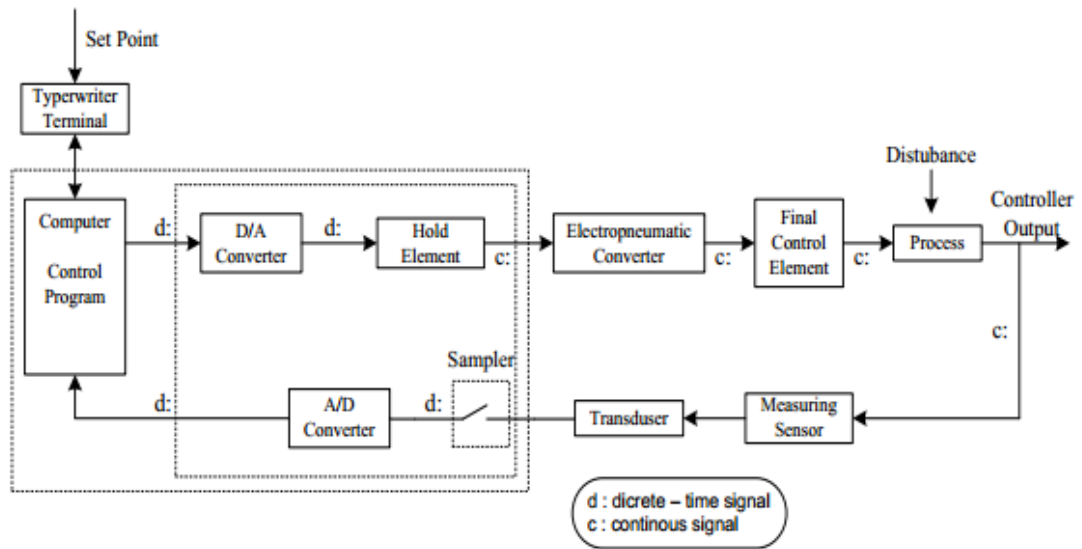 Set Point
Typerwriter
Terminal
Distubance
Computer
Control
Program
d:
D/A
Converter
d:
Hold
Element
c:
Electropneumatic
Converter
c:
Final
Control
Element
c:
Process
Controller
Output
c:
Sampler
d:
A/D
Converter
d:
Transduser
Measuring
Sensor
d : dicrete – time signal
c : continous signal